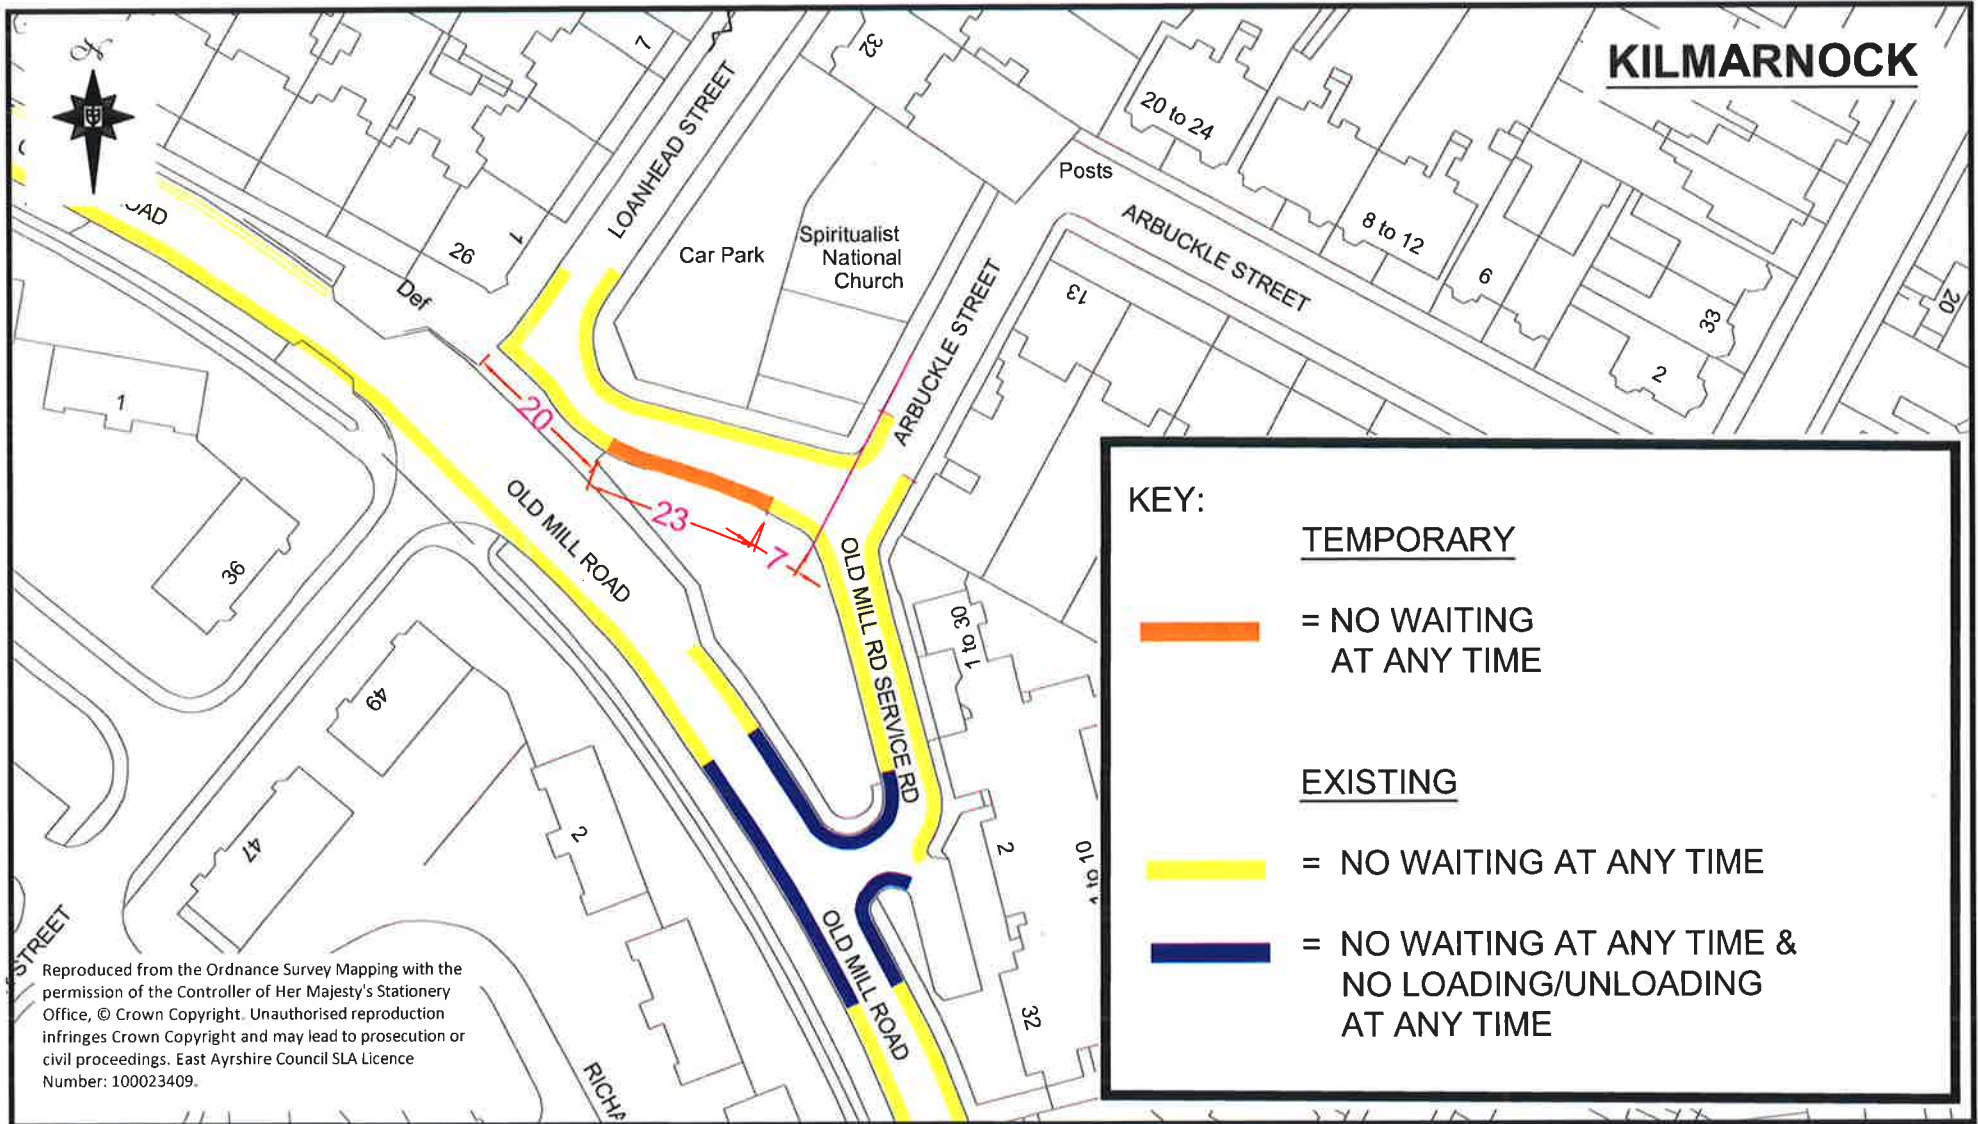 KILMARNOCK
7
32
LOANHEAD STREET
20 to 24
Posts
ARBUCKLE STREET
8 to 12
6
33
2
20
26
1
Def
Car Park
Spiritualist
National
Church
ARBUCKLE STREET
13
1
20
23
7
OLD MILL ROAD
OLD MILL RD SERVICE RD
1 to 30
36
49
47
2
2
1 to 10
32
OLD MILL ROAD
STREET
KEY:
TEMPORARY
= NO WAITING
AT ANY TIME
EXISTING
= NO WAITING AT ANY TIME
= NO WAITING AT ANY TIME &
NO LOADING/UNLOADING
AT ANY TIME
Reproduced from the Ordnance Survey Mapping with the
permission of the Controller of Her Majesty's Stationery
Office, © Crown Copyright. Unauthorised reproduction
infringes Crown Copyright and may lead to prosecution or
civil proceedings. East Ayrshire Council SLA Licence
Number: 100023409.